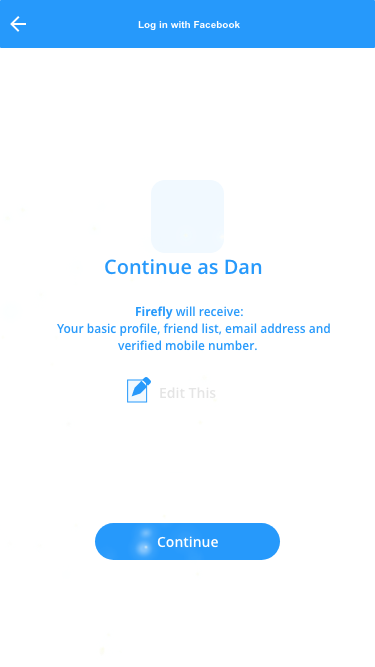 Log in with Facebook
Continue as Dan
Firefly will receive:
Your basic profile, friend list, email address and
verified mobile number.
Edit This
Continue